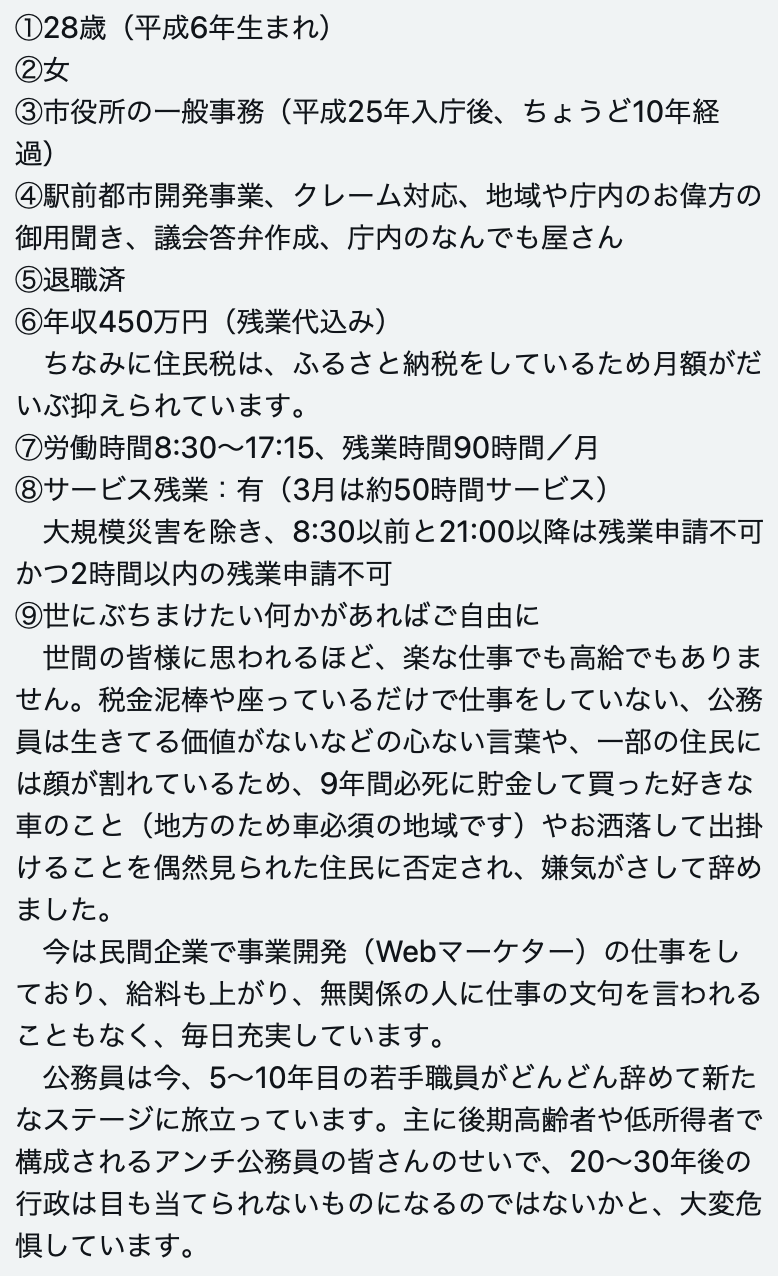 ①28歳（平成6年生まれ）
②女
③市役所の一般事務（平成25年入庁後、ちょうど10年経
過）
④駅前都市開発事業、クレーム対応、地域や庁内のお偉方の
御用聞き、議会答弁作成、庁内のなんでも屋さん
⑤退職済
⑥年収450万円（残業代込み）
　ちなみに住民税は、ふるさと納税をしているため月額がだ
いぶ抑えられています。
⑦労働時間8:30〜17:15、残業時間90時間／月
⑧サービス残業：有（3月は約50時間サービス）
　大規模災害を除き、8:30以前と21:00以降は残業申請不可
かつ2時間以内の残業申請不可
⑨世にぶちまけたい何かがあればご自由に
　世間の皆様に思われるほど、楽な仕事でも高給でもありま
せん。税金泥棒や座っているだけで仕事をしていない、公務
員は生きてる価値がないなどの心ない言葉や、一部の住民に
は顔が割れているため、9年間必死に貯金して買った好きな
車のこと（地方のため車必須の地域です）やお洒落して出掛
けることを偶然見られた住民に否定され、嫌気がさして辞め
ました。
　今は民間企業で事業開発（Webマーケター）の仕事をし
ており、給料も上がり、無関係の人に仕事の文句を言われる
こともなく、毎日充実しています。
　公務員は今、5〜10年目の若手職員がどんどん辞めて新た
なステージに旅立っています。主に後期高齢者や低所得者で
構成されるアンチ公務員の皆さんのせいで、20〜30年後の
行政は目も当てられないものになるのではないかと、大変危
惧しています。